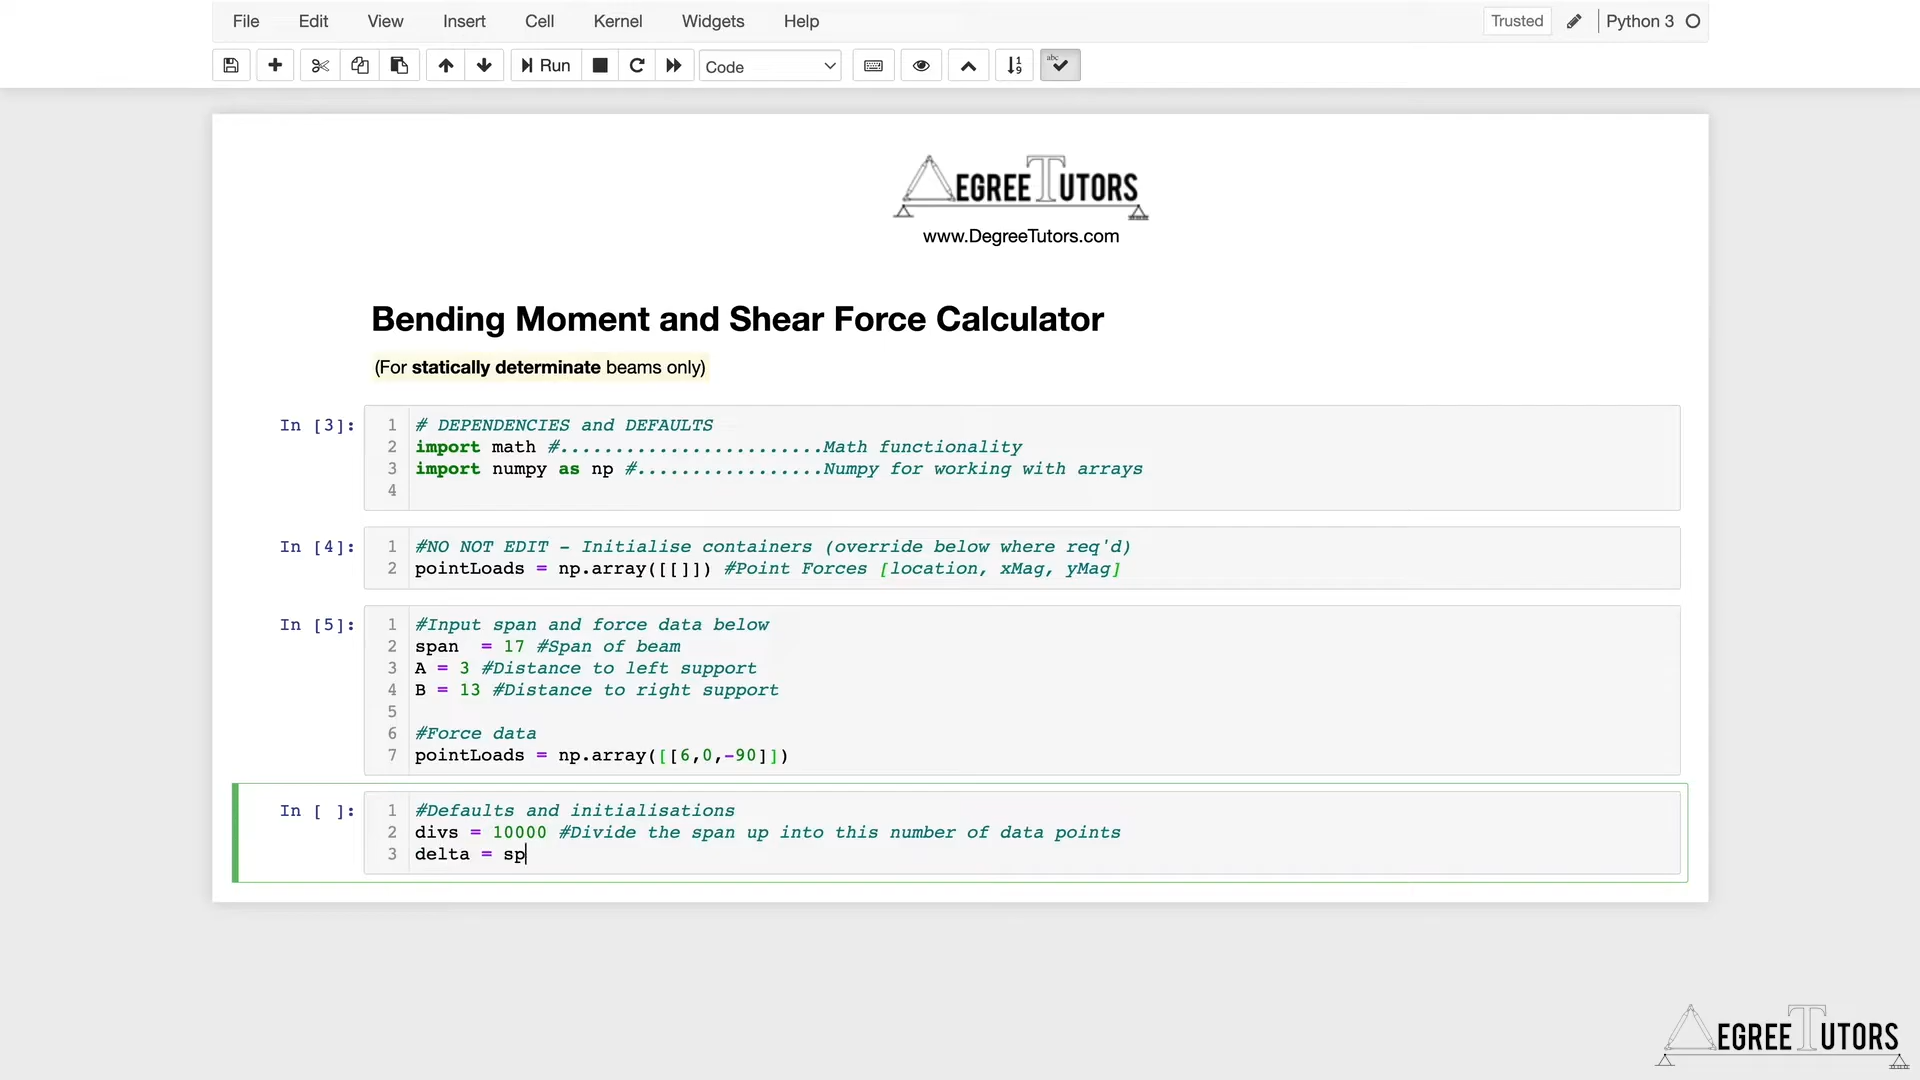 File Edit View Insert Cell Kernel Widgets Help Trusted Python 3
Run Code abc
DEGREE TUTORS
www.DegreeTutors.com
Bending Moment and Shear Force Calculator
(For statically determinate beams only)
In [3]: 1 # DEPENDENCIES and DEFAULTS
2 import math #........................Math functionality
3 import numpy as np #.................Numpy for working with arrays
4
In [4]: 1 #NO NOT EDIT - Initialise containers (override below where req'd)
2 pointLoads = np.array([[]]) #Point Forces [location, xMag, yMag]
In [5]: 1 #Input span and force data below
2 span  = 17 #Span of beam
3 A = 3 #Distance to left support
4 B = 13 #Distance to right support
5
6 #Force data
7 pointLoads = np.array([[6,0,-90]])
In [ ]: 1 #Defaults and initialisations
2 divs = 10000 #Divide the span up into this number of data points
3 delta = sp
DEGREE TUTORS